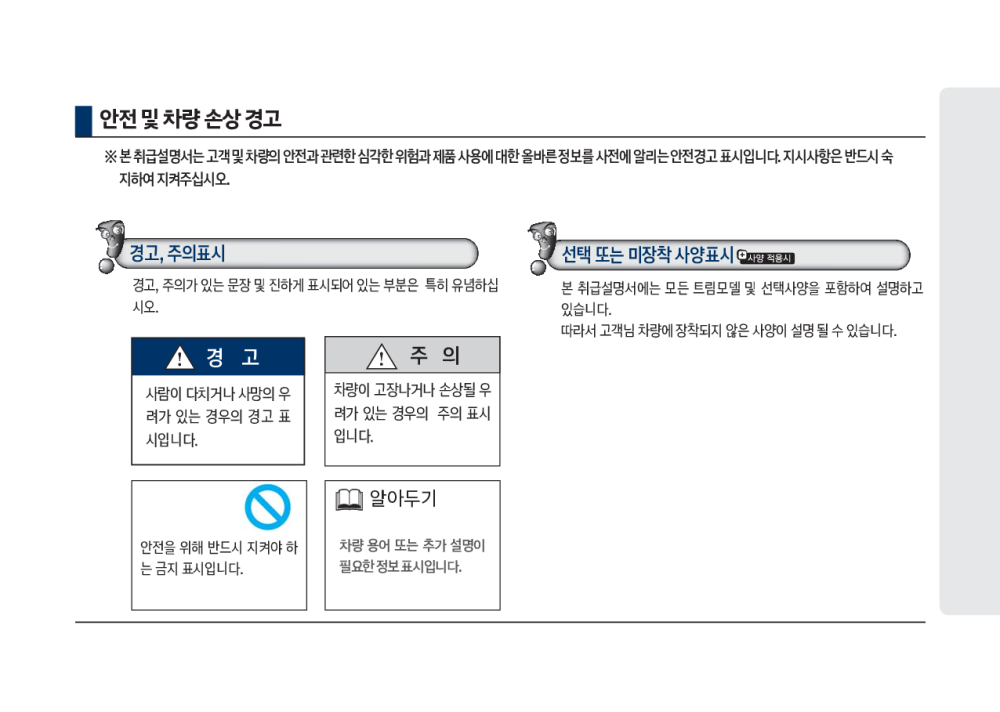 안전 및 차량 손상 경고
※ 본 취급설명서는 고객 및 차량의 안전과 관련한 심각한 위험과 제품 사용에 대한 올바른 정보를 사전에 알리는 안전경고 표시입니다. 지시사항은 반드시 숙
지하여 지켜주십시오.
경고, 주의표시
경고, 주의가 있는 문장 및 진하게 표시되어 있는 부분은 특히 유념하십
시오.
경 고
사람이 다치거나 사망의 우
려가 있는 경우의 경고 표
시입니다.
주 의
차량이 고장나거나 손상될 우
려가 있는 경우의 주의 표시
입니다.
안전을 위해 반드시 지켜야 하
는 금지 표시입니다.
알아두기
차량 용어 또는 추가 설명이
필요한 정보 표시입니다.
선택 또는 미장착 사양표시 사양 적용시
본 취급설명서에는 모든 트림모델 및 선택사양을 포함하여 설명하고
있습니다.
따라서 고객님 차량에 장착되지 않은 사양이 설명 될 수 있습니다.